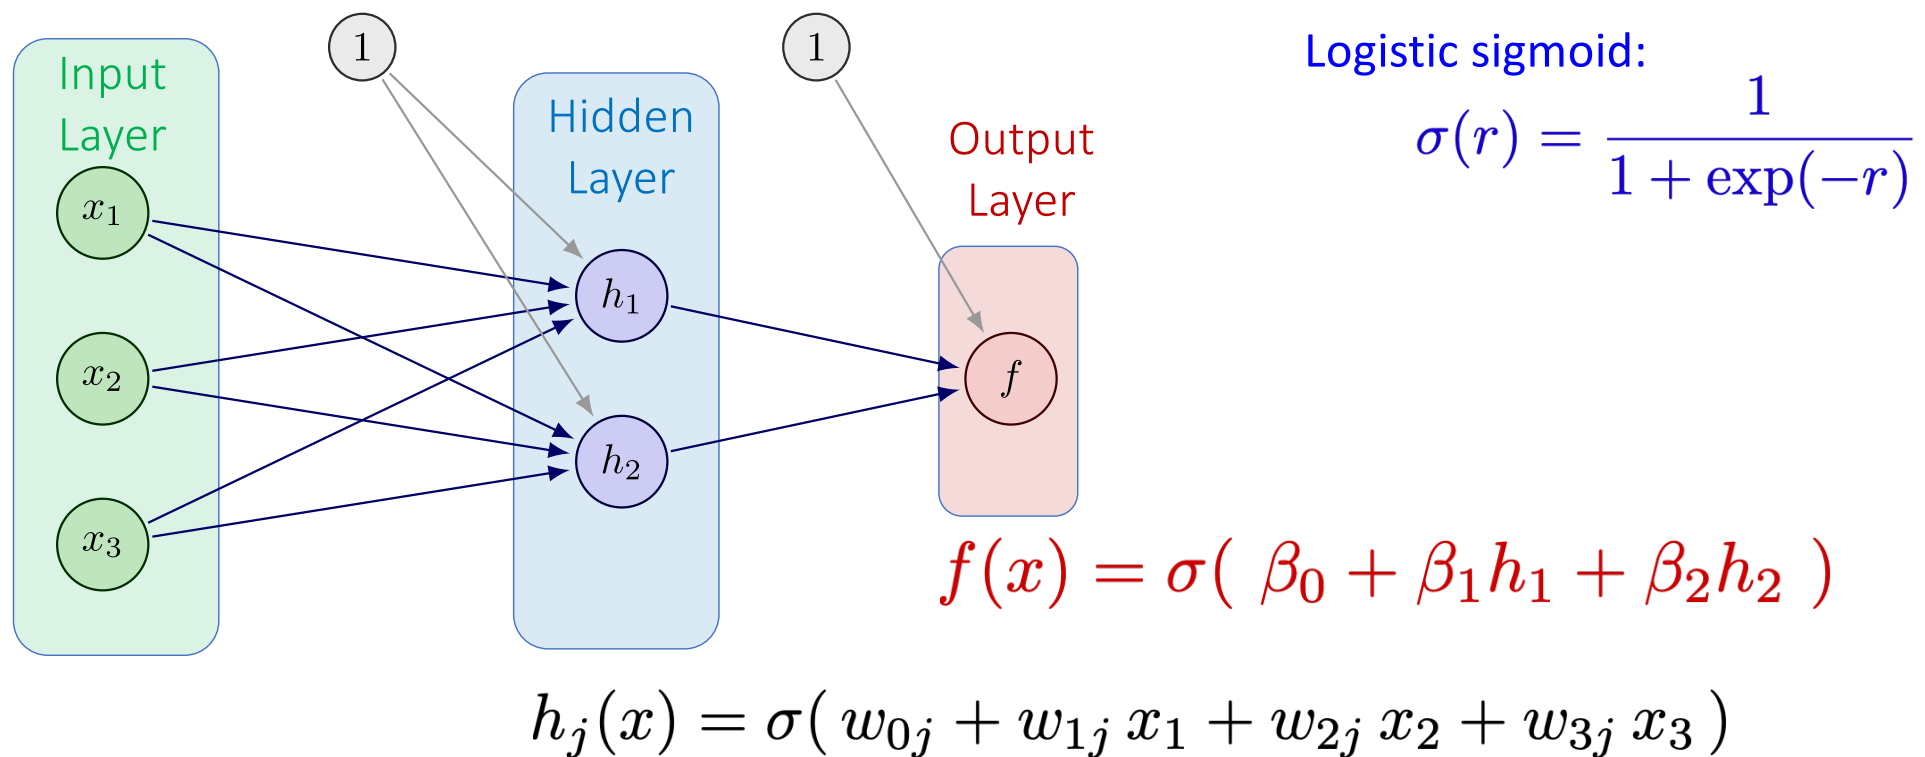 Input
Layer
x₁
x₂
x₃
1
Hidden
Layer
h₁
h₂
1
Output
Layer
f
Logistic sigmoid:
σ(r) = 1 / (1 + exp(−r))
f(x) = σ( β₀ + β₁h₁ + β₂h₂ )
hⱼ(x) = σ( w₀ⱼ + w₁ⱼ x₁ + w₂ⱼ x₂ + w₃ⱼ x₃ )